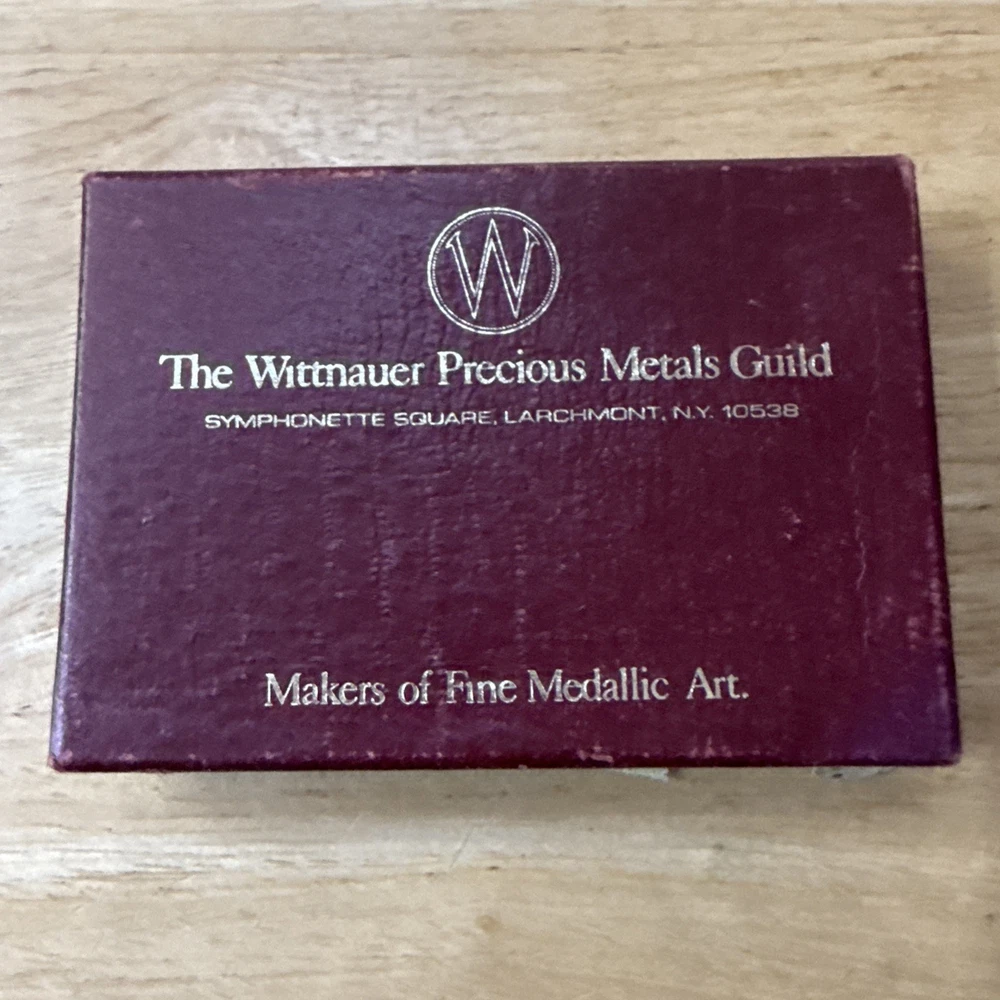 W
The Wittnauer Precious Metals Guild
SYMPHONETTE SQUARE, LARCHMONT, N.Y. 10538
Makers of Fine Medallic Art.